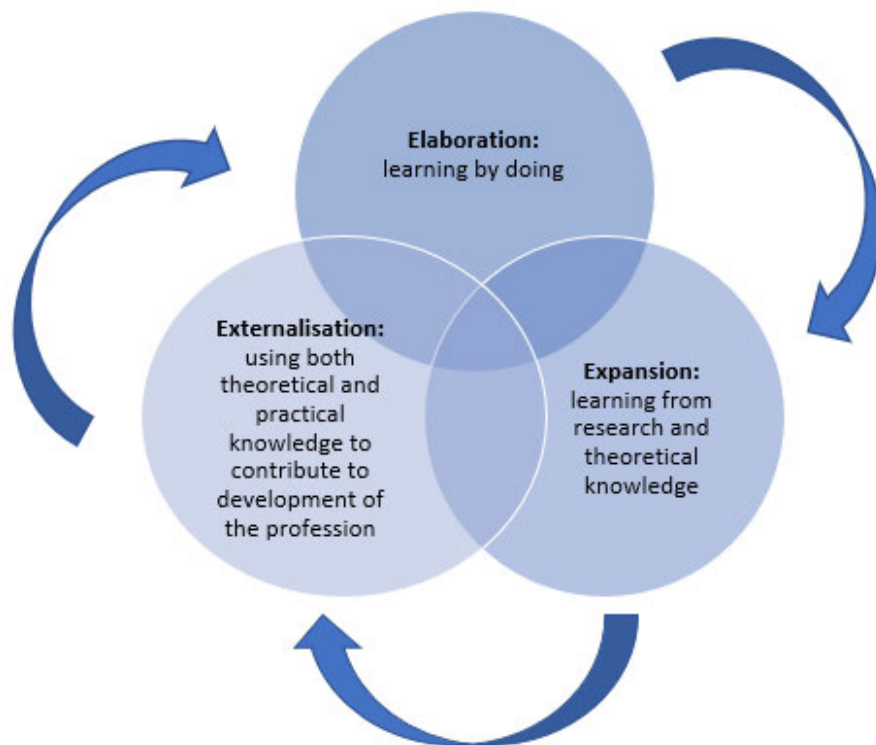 Elaboration:
learning by doing
Externalisation:
using both
theoretical and
practical
knowledge to
contribute to
development of
the profession
Expansion:
learning from
research and
theoretical
knowledge